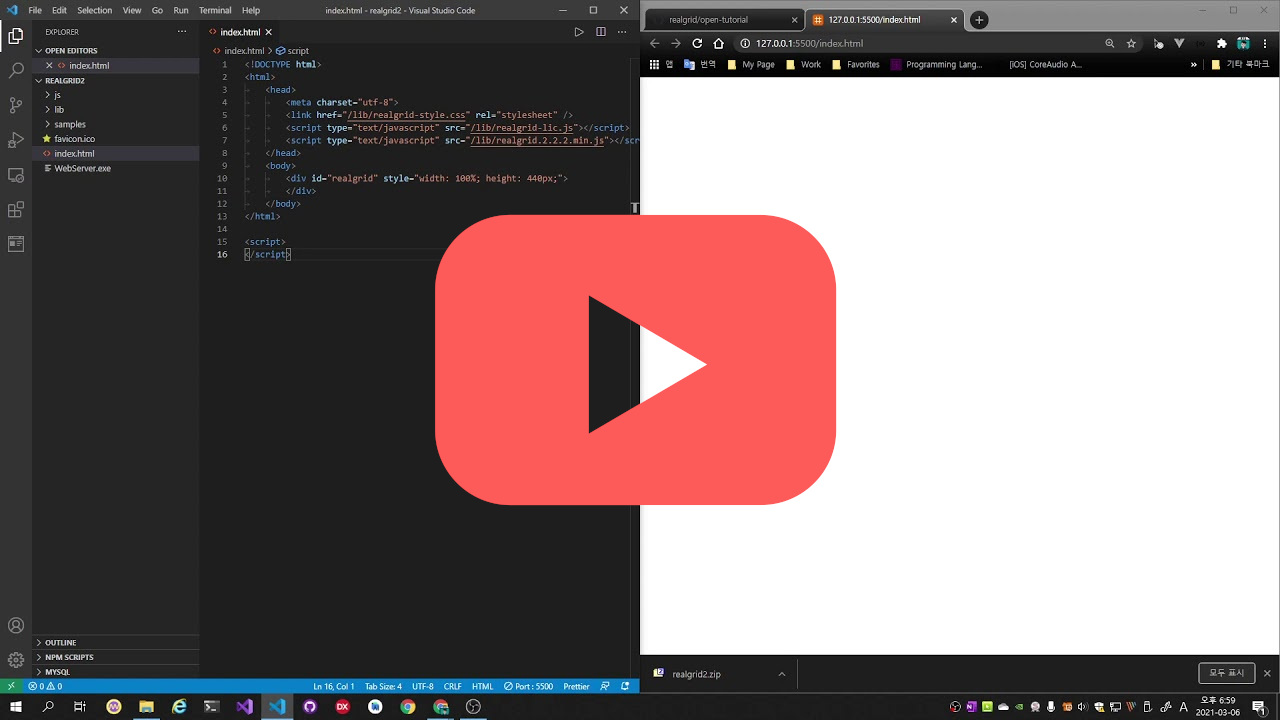 File Edit Selection View Go Run Terminal Help index.html - realgrid2 - Visual Studio Code
EXPLORER
OPEN EDITORS
index.html
REALGRID2
js
lib
samples
favicon.ico
index.html
WebServer.exe
OUTLINE
NPM SCRIPTS
MYSQL
index.html
index.html > script
1 <!DOCTYPE html>
2 <html>
3 <head>
4 <meta charset="utf-8">
5 <link href="/lib/realgrid-style.css" rel="stylesheet" />
6 <script type="text/javascript" src="/lib/realgrid-lic.js"></script>
7 <script type="text/javascript" src="/lib/realgrid.2.2.2.min.js"></scr
8 </head>
9 <body>
10 <div id="realgrid" style="width: 100%; height: 440px;">
11 </div>
12 </body>
13 </html>
14
15 <script>
16 </script>
0 0 Ln 16, Col 1 Tab Size: 4 UTF-8 CRLF HTML Port : 5500 Prettier
realgrid/open-tutorial 127.0.0.1:5500/index.html
127.0.0.1:5500/index.html
앱 번역 My Page Work Favorites Programming Lang... [iOS] CoreAudio A... » 기타 북마크
realgrid2.zip 모두 표시
오후 6:59
2021-03-06